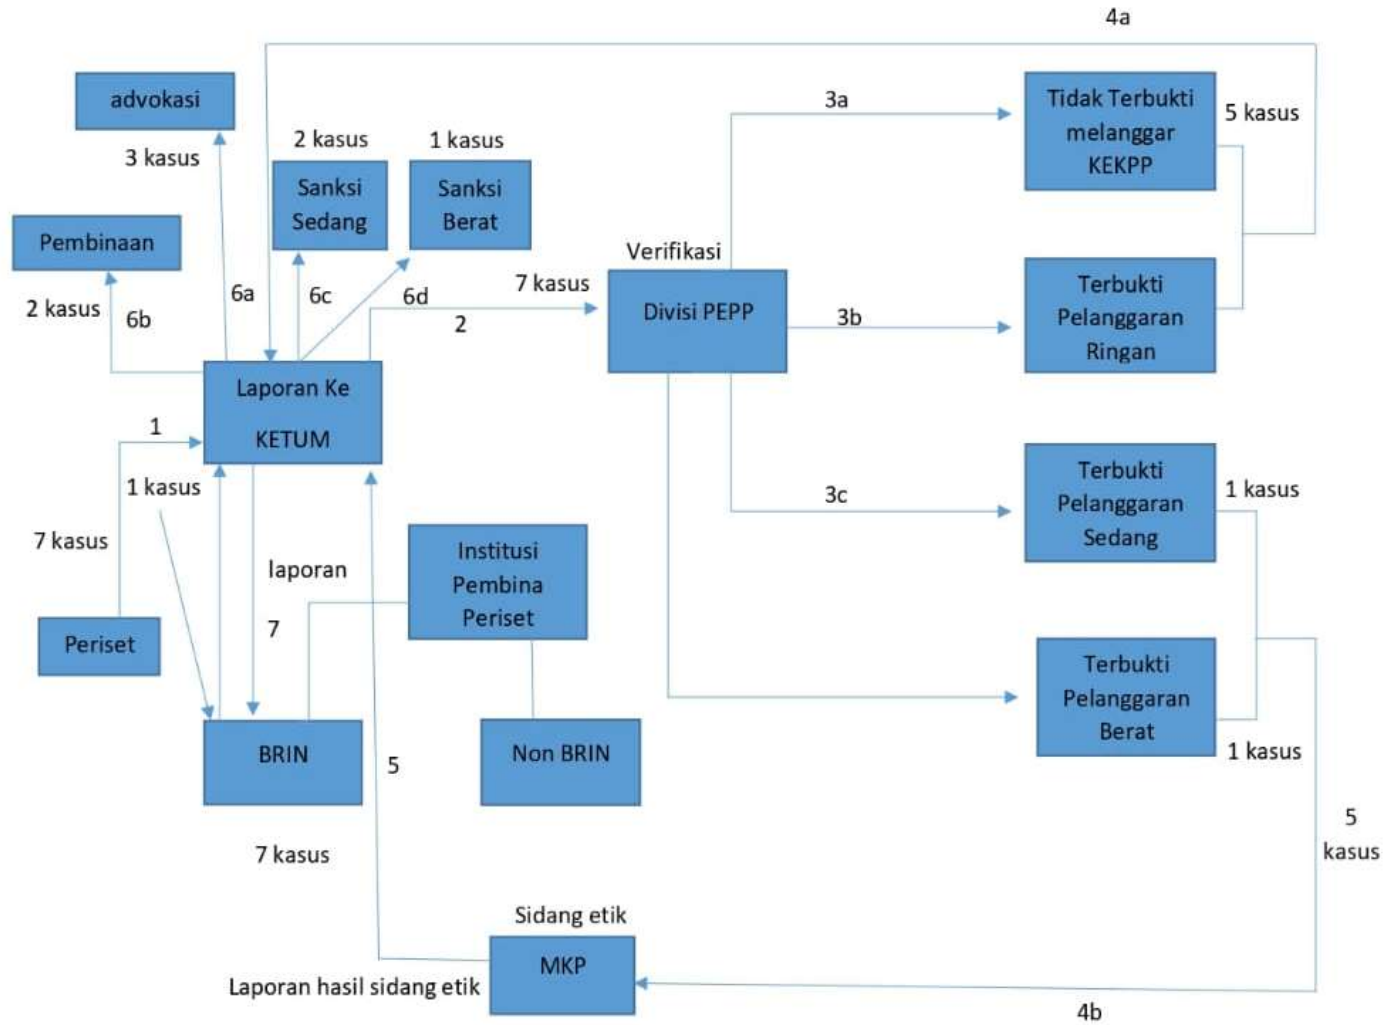 4a
advokasi
3 kasus
2 kasus
1 kasus
Sanksi
Sedang
Sanksi
Berat
3a
Tidak Terbukti
melanggar
KEKPP
5 kasus
Pembinaan
2 kasus
6b
6a
6c
6d
2
7 kasus
Verifikasi
Divisi PEPP
3b
Terbukti
Pelanggaran
Ringan
Laporan Ke
KETUM
1
1 kasus
7 kasus
Periset
laporan
7
Institusi
Pembina
Periset
3c
Terbukti
Pelanggaran
Sedang
1 kasus
Terbukti
Pelanggaran
Berat
1 kasus
BRIN
Non BRIN
5
7 kasus
5
kasus
Sidang etik
MKP
Laporan hasil sidang etik
4b